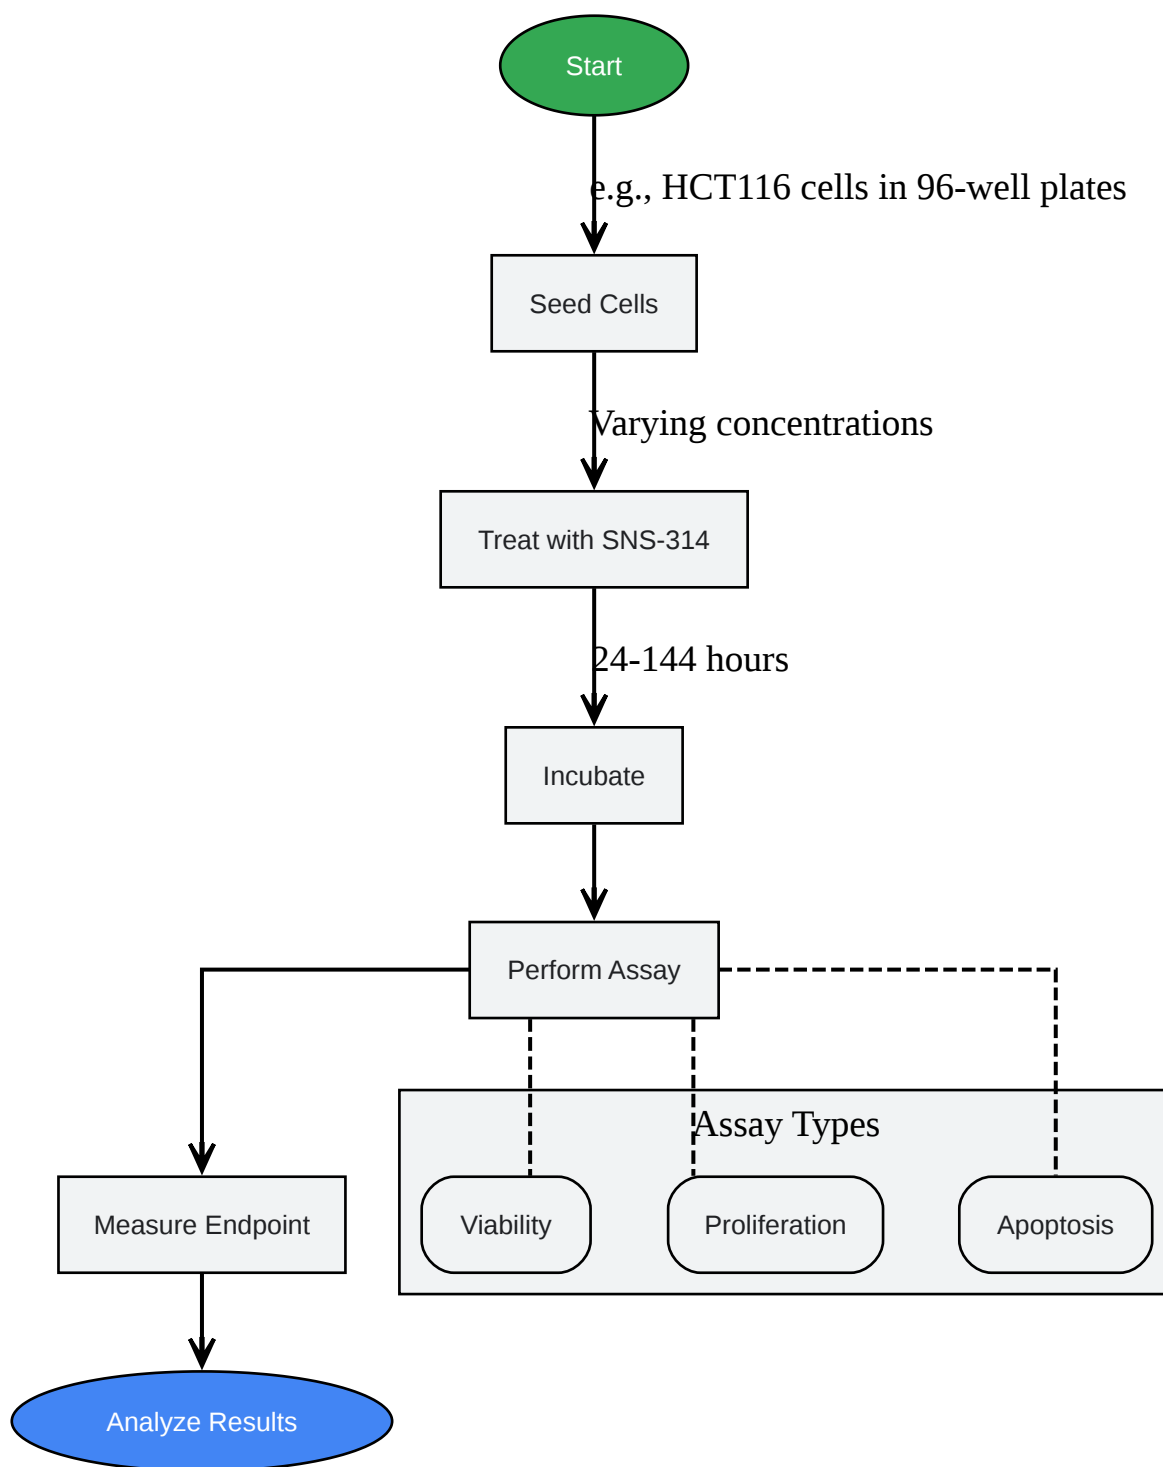 Start
e.g., HCT116 cells in 96-well plates
Seed Cells
Varying concentrations
Treat with SNS-314
24-144 hours
Incubate
Perform Assay
Assay Types
Measure Endpoint
Viability
Proliferation
Apoptosis
Analyze Results